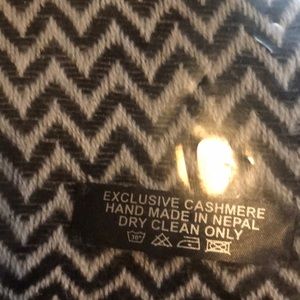 EXCLUSIVE CASHMERE
HAND MADE IN NEPAL
DRY CLEAN ONLY